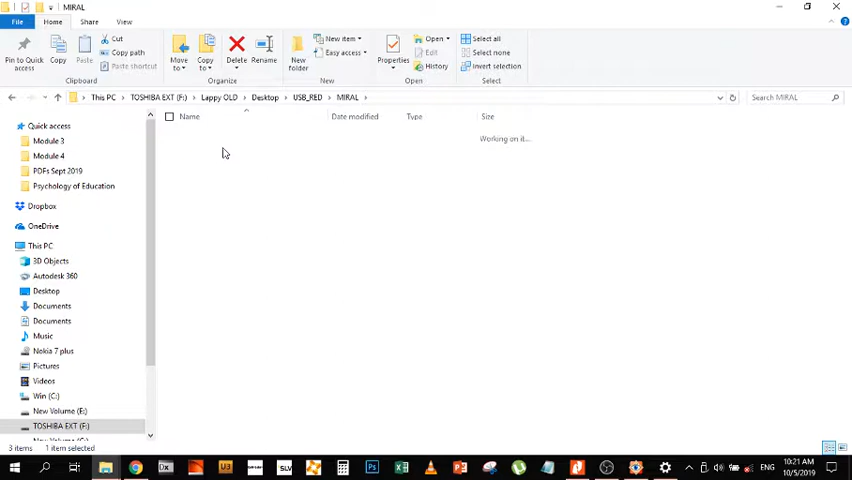 MIRAL
File Home Share View
Pin to Quick access
Copy
Paste
Cut
Copy path
Paste shortcut
Clipboard
Move to
Copy to
Delete
Rename
Organize
New folder
New item
Easy access
New
Properties
Open
Edit
History
Open
Select all
Select none
Invert selection
Select
This PC TOSHIBA EXT (F:) Lappy OLD Desktop USB_RED MIRAL
Search MIRAL
Name Date modified Type Size
Working on it...
Quick access
Module 3
Module 4
PDFs Sept 2019
Psychology of Education
Dropbox
OneDrive
This PC
3D Objects
Autodesk 360
Desktop
Documents
Documents
Music
Nokia 7 plus
Pictures
Videos
Win (C:)
New Volume (E:)
TOSHIBA EXT (F:)
3 items 1 item selected
Dx
U3
SLV
ENG
10:21 AM
10/5/2019